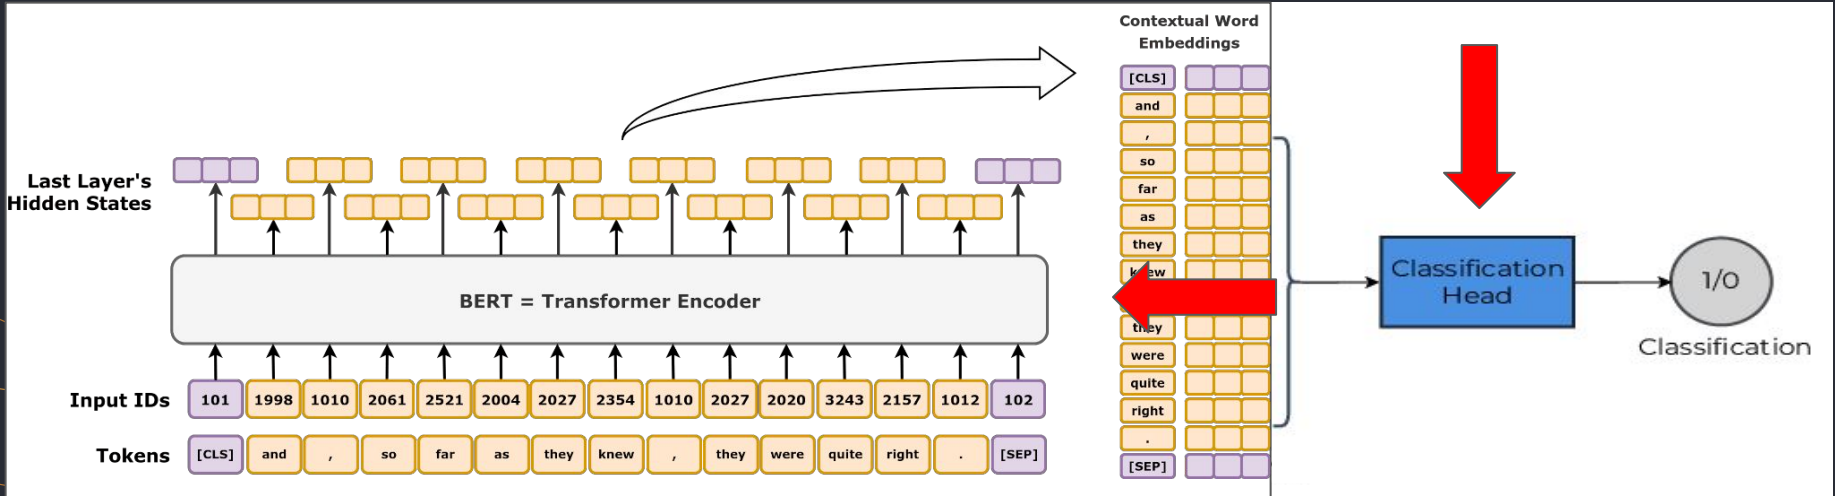 Contextual Word
Embeddings
[CLS]
and
,
so
far
as
they
knew
they
were
quite
right
.
[SEP]
Last Layer's
Hidden States
BERT = Transformer Encoder
Input IDs
101 1998 1010 2061 2521 2004 2027 2354 1010 2027 2020 3243 2157 1012 102
Tokens
[CLS] and , so far as they knew , they were quite right . [SEP]
Classification
Head
1/0
Classification